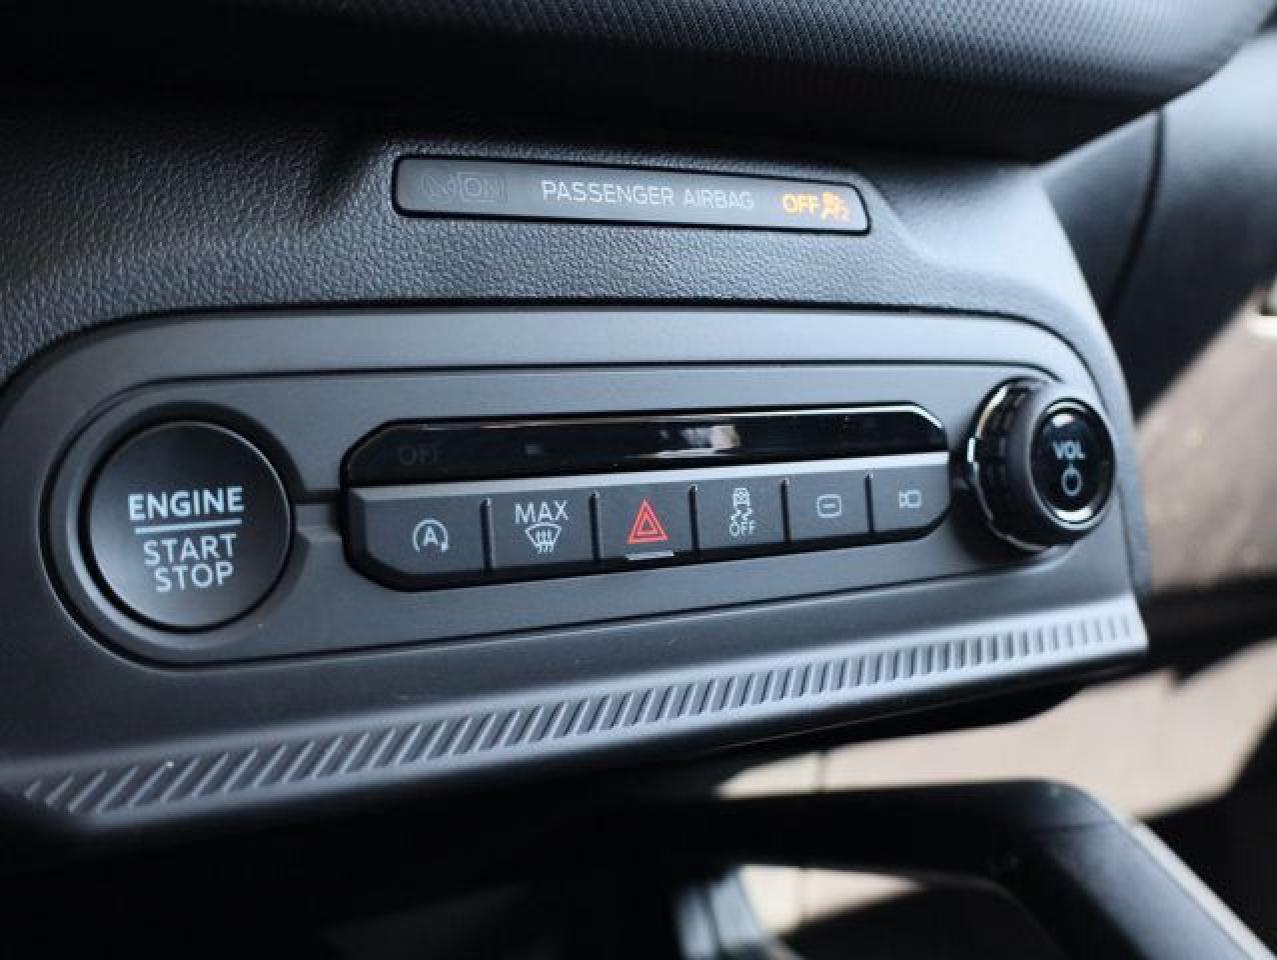 ON PASSENGER AIRBAG OFF
OFF
ENGINE
START
STOP
A
MAX
OFF
VOL